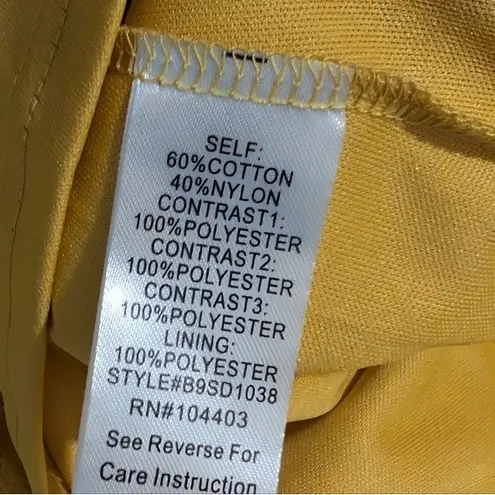 SELF:
60%COTTON
40%NYLON
CONTRAST1:
100%POLYESTER
CONTRAST2:
100%POLYESTER
CONTRAST3:
100%POLYESTER
LINING:
100%POLYESTER
STYLE#B9SD1038
RN#104403
See Reverse For
Care Instruction